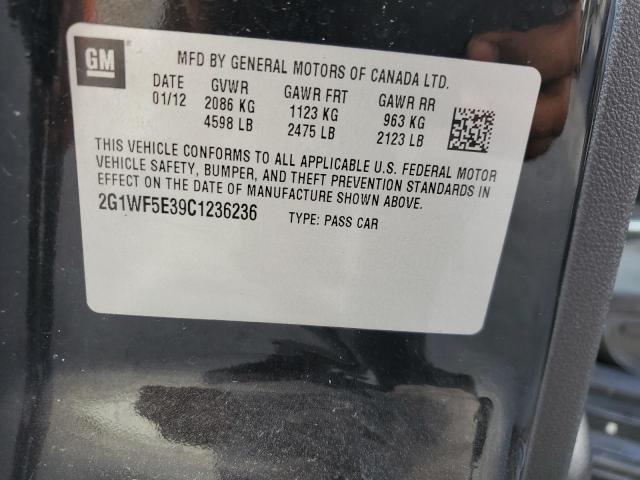 GM
MFD BY GENERAL MOTORS OF CANADA LTD.
DATE GVWR GAWR FRT GAWR RR
01/12 2086 KG 1123 KG 963 KG
4598 LB 2475 LB 2123 LB
THIS VEHICLE CONFORMS TO ALL APPLICABLE U.S. FEDERAL MOTOR
VEHICLE SAFETY, BUMPER, AND THEFT PREVENTION STANDARDS IN
EFFECT ON THE DATE OF MANUFACTURE SHOWN ABOVE.
2G1WF5E39C1236236 TYPE: PASS CAR